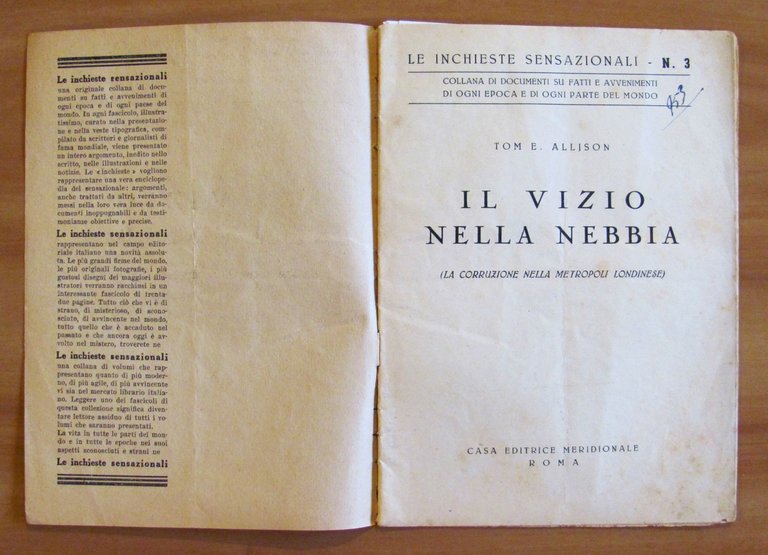 Le inchieste sensazionali
una originale collana di docu-
menti su fatti e avvenimenti di
ogni epoca e di ogni paese del
mondo. In ogni fascicolo, illustra-
tissimo, curato nella presentazio-
ne e nella veste tipografica, com-
pilato da scrittori e giornalisti di
fama mondiale, viene presentato
un intero argomento, inedito nello
scritto, nelle illustrazioni e nelle
notizie. Le «inchieste» vogliono
rappresentare una vera enciclope-
dia del sensazionale: argomenti,
anche trattati da altri, verranno
messi nella loro vera luce da do-
cumenti inoppugnabili e da testi-
monianze obiettive e precise.
Le inchieste sensazionali
rappresentano nel campo edito-
riale italiano una novità assolu-
ta. Le più grandi firme del mondo,
le più originali fotografie, i più
gustosi disegni dei maggiori illu-
stratori verranno racchiusi in un
interessante fascicolo di trenta-
due pagine. Tutto ciò che vi è di
strano, di misterioso, di scono-
sciuto, di avvincente nel mondo,
tutto quello che è accaduto nel
passato e che ancora oggi è av-
volto nel mistero, troverete ne
Le inchieste sensazionali
una collana di volumi che rap-
presentano quanto di più moder-
no, di più agile, di più avvincente
vi sia nel mercato librario italia-
no. Leggere uno dei fascicoli di
questa collezione significa diven-
tare lettore assiduo di tutti i vo-
lumi che saranno presentati.
La vita in tutte le parti del mon-
do e in tutte le epoche nei suoi
aspetti sconosciuti e strani ne
Le inchieste sensazionali
LE INCHIESTE SENSAZIONALI - N. 3
COLLANA DI DOCUMENTI SU FATTI E AVVENIMENTI
DI OGNI EPOCA E DI OGNI PARTE DEL MONDO
TOM E. ALLISON
IL VIZIO
NELLA NEBBIA
(LA CORRUZIONE NELLA METROPOLI LONDINESE)
CASA EDITRICE MERIDIONALE
ROMA